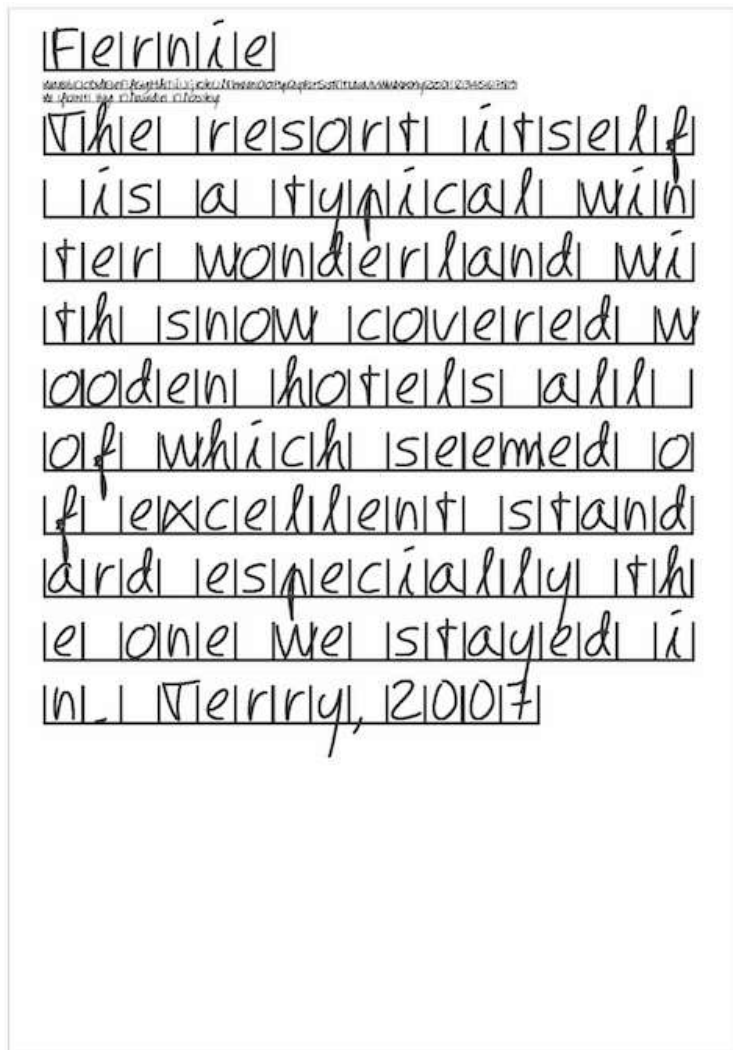 Fernie
The resort itself
is a typical win
ter wonderland wi
th snow covered w
ooden hotels all
of which seemed o
f excellent stand
ard especially th
e one we stayed i
n. Terry, 2007